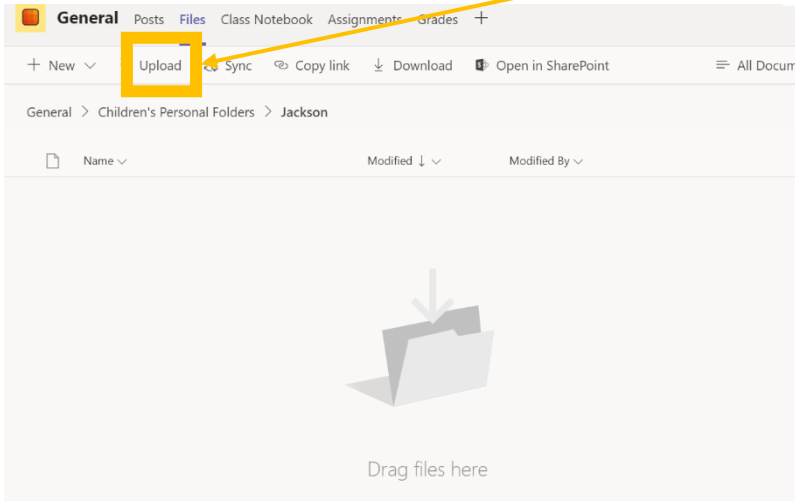 General Posts Files Class Notebook Assignments Grades +
+ New Upload Sync Copy link Download Open in SharePoint All Docum
General > Children's Personal Folders > Jackson
Name Modified ↓ Modified By
Drag files here